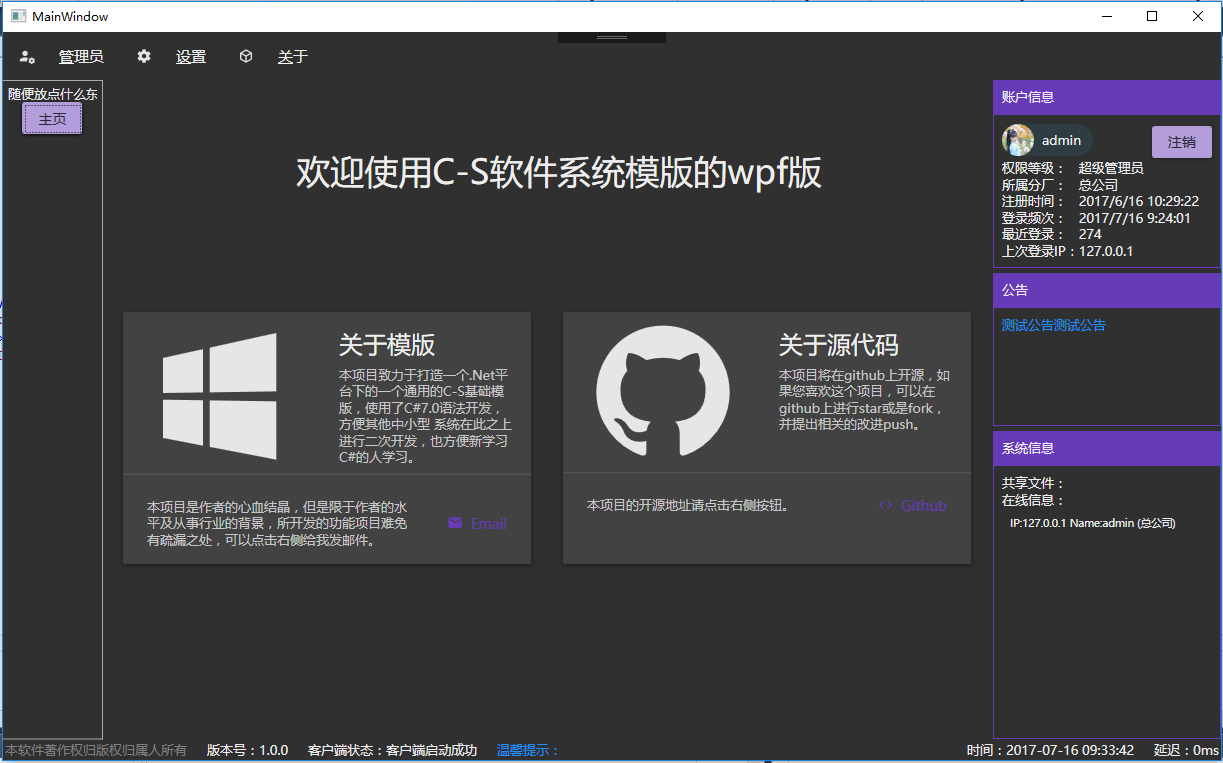 MainWindow
管理员
设置
关于
随便放点什么东
主页
欢迎使用C-S软件系统模版的wpf版
关于模版
本项目致力于打造一个.Net平
台下的一个通用的C-S基础模
版，使用了C#7.0语法开发，
方便其他中小型 系统在此之上
进行二次开发，也方便新学习
C#的人学习。
本项目是作者的心血结晶，但是限于作者的水
平及从事行业的背景，所开发的功能项目难免
有疏漏之处，可以点击右侧给我发邮件。
Email
关于源代码
本项目将在github上开源，如
果您喜欢这个项目，可以在
github上进行star或是fork，
并提出相关的改进push。
本项目的开源地址请点击右侧按钮。
Github
账户信息
admin
注销
权限等级： 超级管理员
所属分厂： 总公司
注册时间： 2017/6/16 10:29:22
登录频次： 2017/7/16 9:24:01
最近登录： 274
上次登录IP：127.0.0.1
公告
测试公告测试公告
系统信息
共享文件：
在线信息：
IP:127.0.0.1 Name:admin (总公司)
本软件著作权归版权归属人所有 版本号：1.0.0 客户端状态：客户端启动成功 温馨提示： 时间：2017-07-16 09:33:42 延迟：0ms